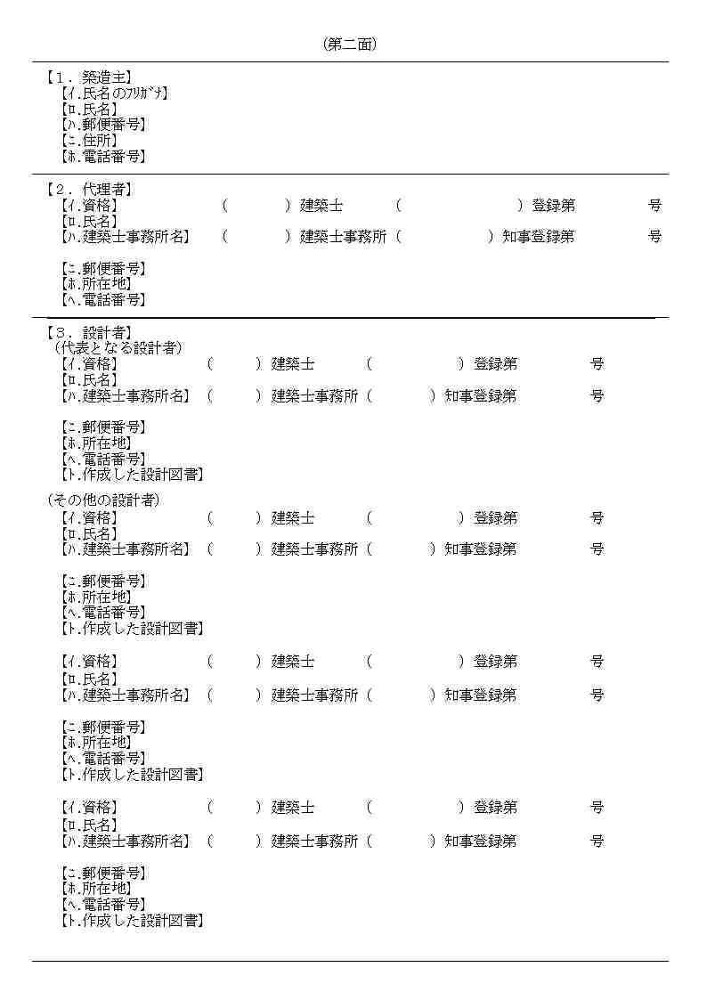 (第二面)
【１. 築造主】
【ｲ.氏名のﾌﾘｶﾞﾅ】
【ﾛ.氏名】
【ﾊ.郵便番号】
【ﾆ.住所】
【ﾎ.電話番号】
【２. 代理者】
【ｲ.資格】 ( ) 建築士 ( ) 登録第 号
【ﾛ.氏名】
【ﾊ.建築士事務所名】 ( ) 建築士事務所 ( ) 知事登録第 号
【ﾆ.郵便番号】
【ﾎ.所在地】
【ﾍ.電話番号】
【３. 設計者】
(代表となる設計者)
【ｲ.資格】 ( ) 建築士 ( ) 登録第 号
【ﾛ.氏名】
【ﾊ.建築士事務所名】 ( ) 建築士事務所 ( ) 知事登録第 号
【ﾆ.郵便番号】
【ﾎ.所在地】
【ﾍ.電話番号】
【ﾄ.作成した設計図書】
(その他の設計者)
【ｲ.資格】 ( ) 建築士 ( ) 登録第 号
【ﾛ.氏名】
【ﾊ.建築士事務所名】 ( ) 建築士事務所 ( ) 知事登録第 号
【ﾆ.郵便番号】
【ﾎ.所在地】
【ﾍ.電話番号】
【ﾄ.作成した設計図書】
【ｲ.資格】 ( ) 建築士 ( ) 登録第 号
【ﾛ.氏名】
【ﾊ.建築士事務所名】 ( ) 建築士事務所 ( ) 知事登録第 号
【ﾆ.郵便番号】
【ﾎ.所在地】
【ﾍ.電話番号】
【ﾄ.作成した設計図書】
【ｲ.資格】 ( ) 建築士 ( ) 登録第 号
【ﾛ.氏名】
【ﾊ.建築士事務所名】 ( ) 建築士事務所 ( ) 知事登録第 号
【ﾆ.郵便番号】
【ﾎ.所在地】
【ﾍ.電話番号】
【ﾄ.作成した設計図書】